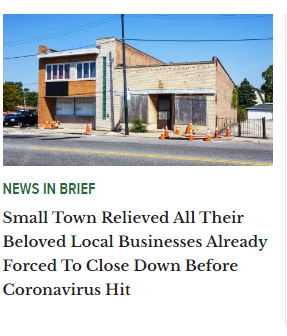 NEWS IN BRIEF
Small Town Relieved All Their
Beloved Local Businesses Already
Forced To Close Down Before
Coronavirus Hit